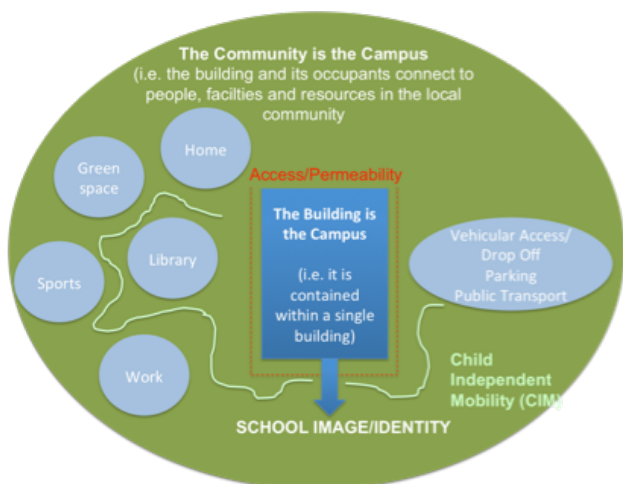 The Community is the Campus
(i.e. the building and its occupants connect to
people, facilties and resources in the local
community
Home
Green
space
Access/Permeability
The Building is
the Campus
(i.e. it is
contained
within a single
building)
Library
Sports
Vehicular Access/
Drop Off
Parking
Public Transport
Work
Child
Independent
Mobility (CIM)
SCHOOL IMAGE/IDENTITY